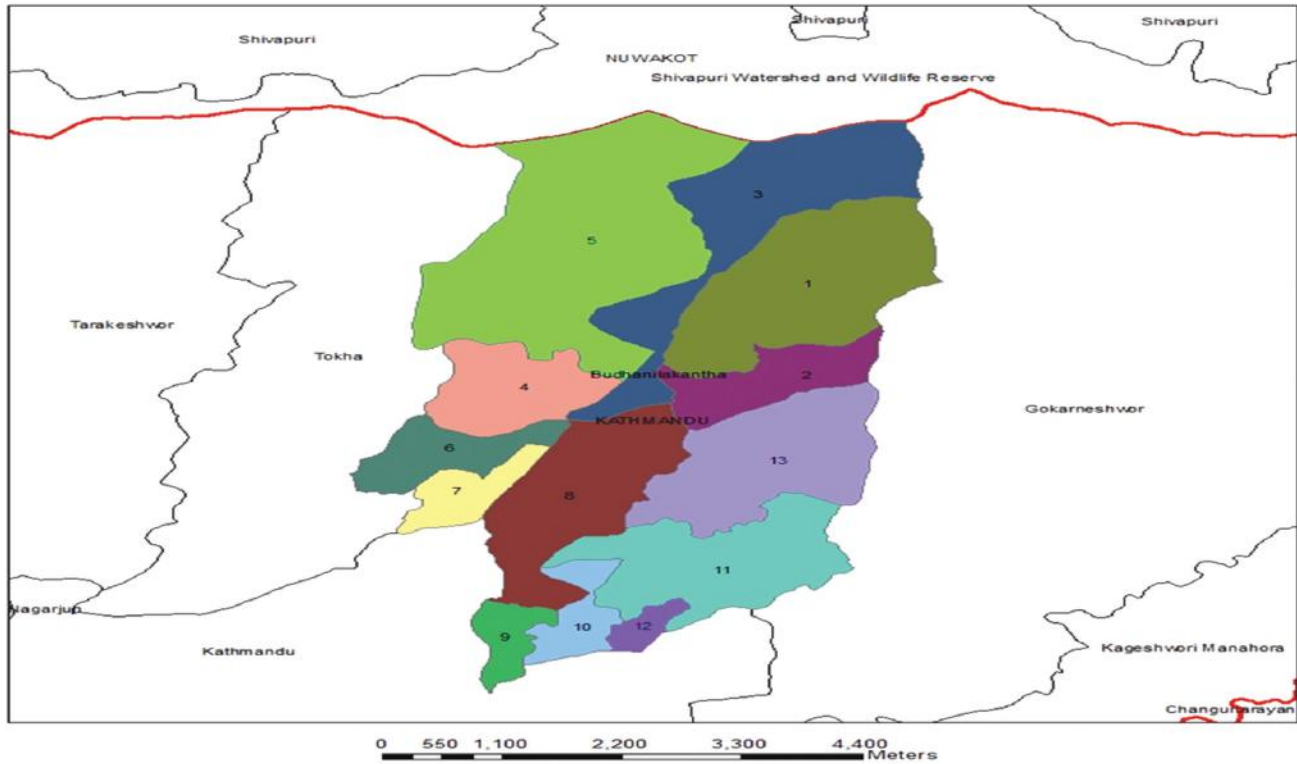 Shivapuri
Shivapuri
Shivapuri
NUWAKOT
Shivapuri Watershed and Wildlife Reserve
3
5
1
Tarakeshwor
Tokha
4
Budhanilakantha
2
Gokarneshwor
KATHMANDU
6
13
7
8
11
Nagarjun
9
10
12
Kathmandu
Kageshwori Manahora
Changunarayan
0 550 1,100 2,200 3,300 4,400
Meters